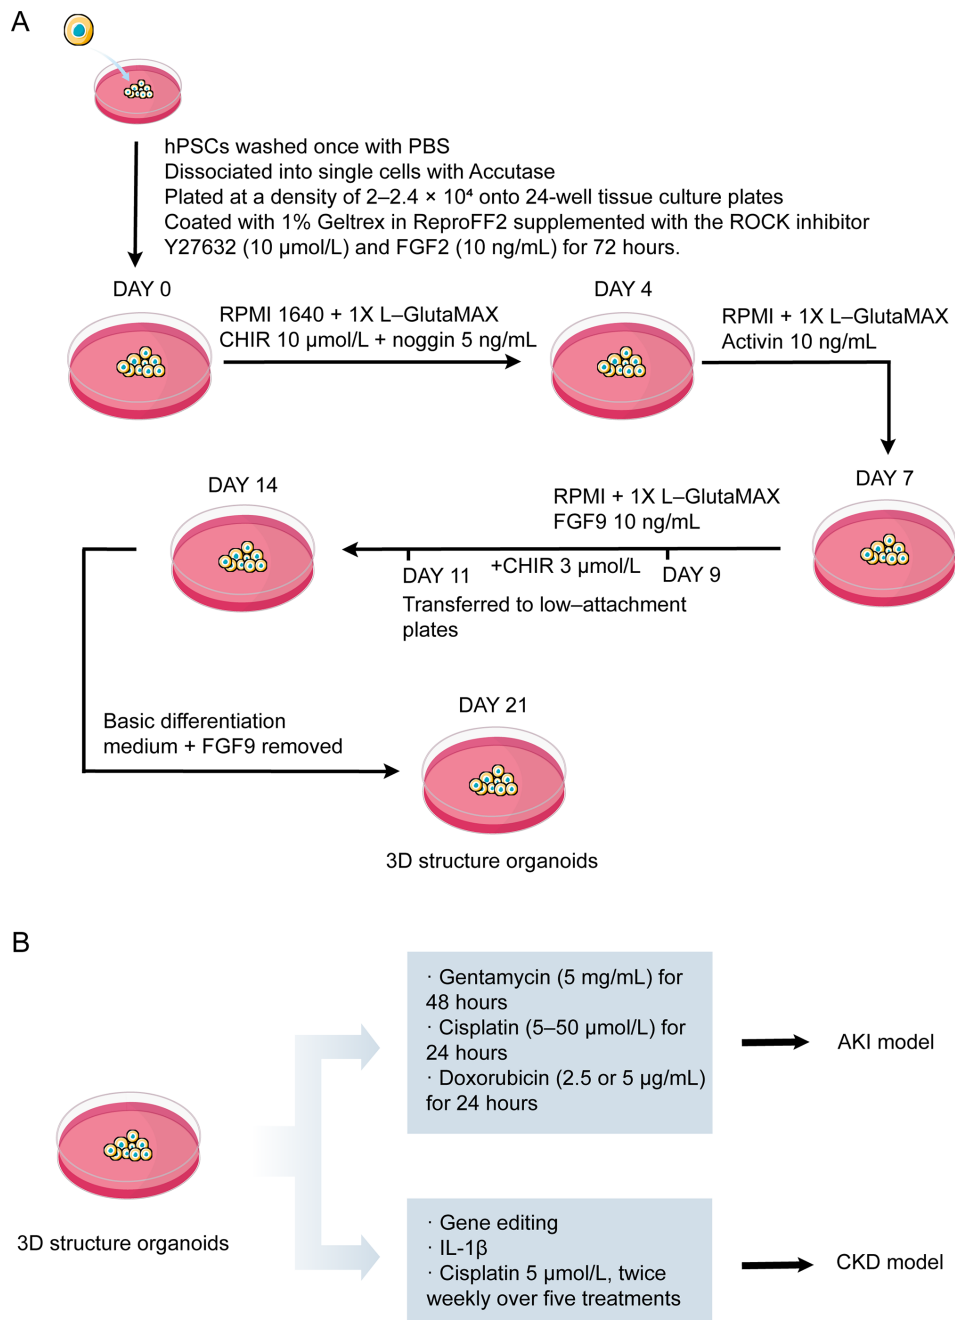 A
hPSCs washed once with PBS
Dissociated into single cells with Accutase
Plated at a density of 2–2.4 × 10⁴ onto 24-well tissue culture plates
Coated with 1% Geltrex in ReproFF2 supplemented with the ROCK inhibitor
Y27632 (10 μmol/L) and FGF2 (10 ng/mL) for 72 hours.
DAY 0
RPMI 1640 + 1X L–GlutaMAX
CHIR 10 μmol/L + noggin 5 ng/mL
DAY 4
RPMI + 1X L–GlutaMAX
Activin 10 ng/mL
DAY 7
RPMI + 1X L–GlutaMAX
FGF9 10 ng/mL
+CHIR 3 μmol/L
DAY 9
DAY 11
Transferred to low–attachment
plates
DAY 14
Basic differentiation
medium + FGF9 removed
DAY 21
3D structure organoids
B
3D structure organoids
· Gentamycin (5 mg/mL) for
48 hours
· Cisplatin (5–50 μmol/L) for
24 hours
· Doxorubicin (2.5 or 5 μg/mL)
for 24 hours
AKI model
· Gene editing
· IL-1β
· Cisplatin 5 μmol/L, twice
weekly over five treatments
CKD model